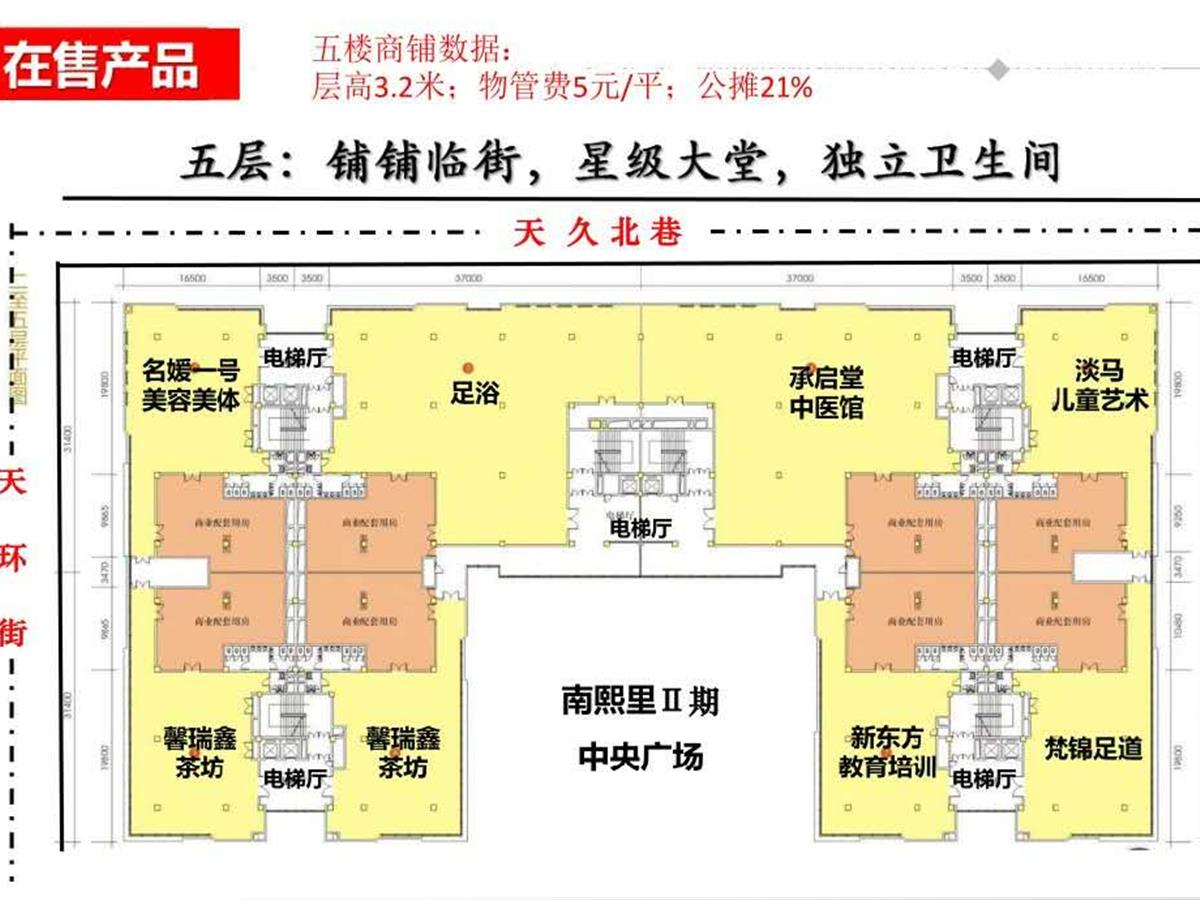 在售产品
五楼商铺数据：
层高3.2米；物管费5元/平；公摊21%
五层：铺铺临街，星级大堂，独立卫生间
天久北巷
二至五层平面图
天环街
16500
3500
3500
37000
37000
3500
3500
16500
名媛一号
美容美体
电梯厅
足浴
承启堂
中医馆
电梯厅
淡马
儿童艺术
19800
31400
19800
电梯厅
电梯厅
商业配套用房
商业配套用房
商业配套用房
商业配套用房
9865
9250
3470
3470
商业配套用房
商业配套用房
商业配套用房
商业配套用房
9865
10480
31400
南熙里Ⅱ期
中央广场
馨瑞鑫
茶坊
电梯厅
馨瑞鑫
茶坊
新东方
教育培训
电梯厅
梵锦足道
19800
19800